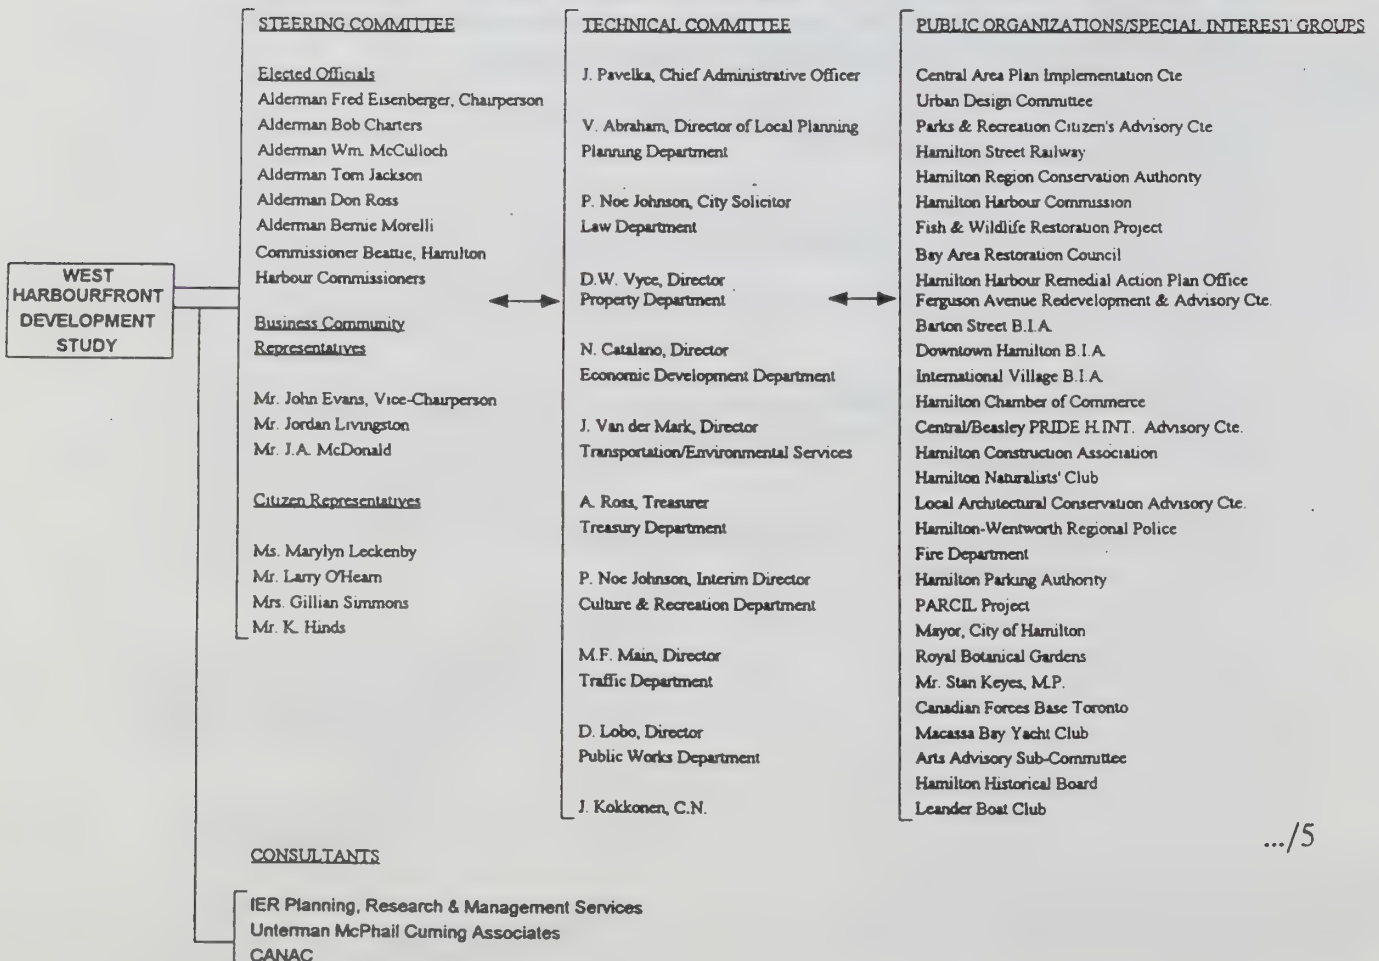 WEST
HARBOURFRONT
DEVELOPMENT
STUDY
STEERING COMMITTEE
Elected Officials
Alderman Fred Eisenberger, Chairperson
Alderman Bob Charters
Alderman Wm. McCulloch
Alderman Tom Jackson
Alderman Don Ross
Alderman Bernie Morelli
Commissioner Beattie, Hamilton
Harbour Commissioners
Business Community
Representatives
Mr. John Evans, Vice-Chairperson
Mr. Jordan Livingston
Mr. J.A. McDonald
Citizen Representatives
Ms. Marylyn Leckenby
Mr. Larry O'Hearn
Mrs. Gillian Simmons
Mr. K. Hinds
TECHNICAL COMMITTEE
J. Pavelka, Chief Administrative Officer
V. Abraham, Director of Local Planning
Planning Department
P. Noe Johnson, City Solicitor
Law Department
D.W. Vyce, Director
Property Department
N. Catalano, Director
Economic Development Department
J. Van der Mark, Director
Transportation/Environmental Services
A. Ross, Treasurer
Treasury Department
P. Noe Johnson, Interim Director
Culture & Recreation Department
M.F. Main, Director
Traffic Department
D. Lobo, Director
Public Works Department
J. Kokkonen, C.N.
PUBLIC ORGANIZATIONS/SPECIAL INTEREST GROUPS
Central Area Plan Implementation Cte
Urban Design Committee
Parks & Recreation Citizen's Advisory Cte
Hamilton Street Railway
Hamilton Region Conservation Authority
Hamilton Harbour Commission
Fish & Wildlife Restoration Project
Bay Area Restoration Council
Hamilton Harbour Remedial Action Plan Office
Ferguson Avenue Redevelopment & Advisory Cte.
Barton Street B.I.A.
Downtown Hamilton B.I.A.
International Village B.I.A.
Hamilton Chamber of Commerce
Central/Beasley PRIDE H.INT. Advisory Cte.
Hamilton Construction Association
Hamilton Naturalists' Club
Local Architectural Conservation Advisory Cte.
Hamilton-Wentworth Regional Police
Fire Department
Hamilton Parking Authority
PARCIL Project
Mayor, City of Hamilton
Royal Botanical Gardens
Mr. Stan Keyes, M.P.
Canadian Forces Base Toronto
Macassa Bay Yacht Club
Arts Advisory Sub-Committee
Hamilton Historical Board
Leander Boat Club
.../5
CONSULTANTS
IER Planning, Research & Management Services
Unterman McPhail Cuming Associates
CANAC